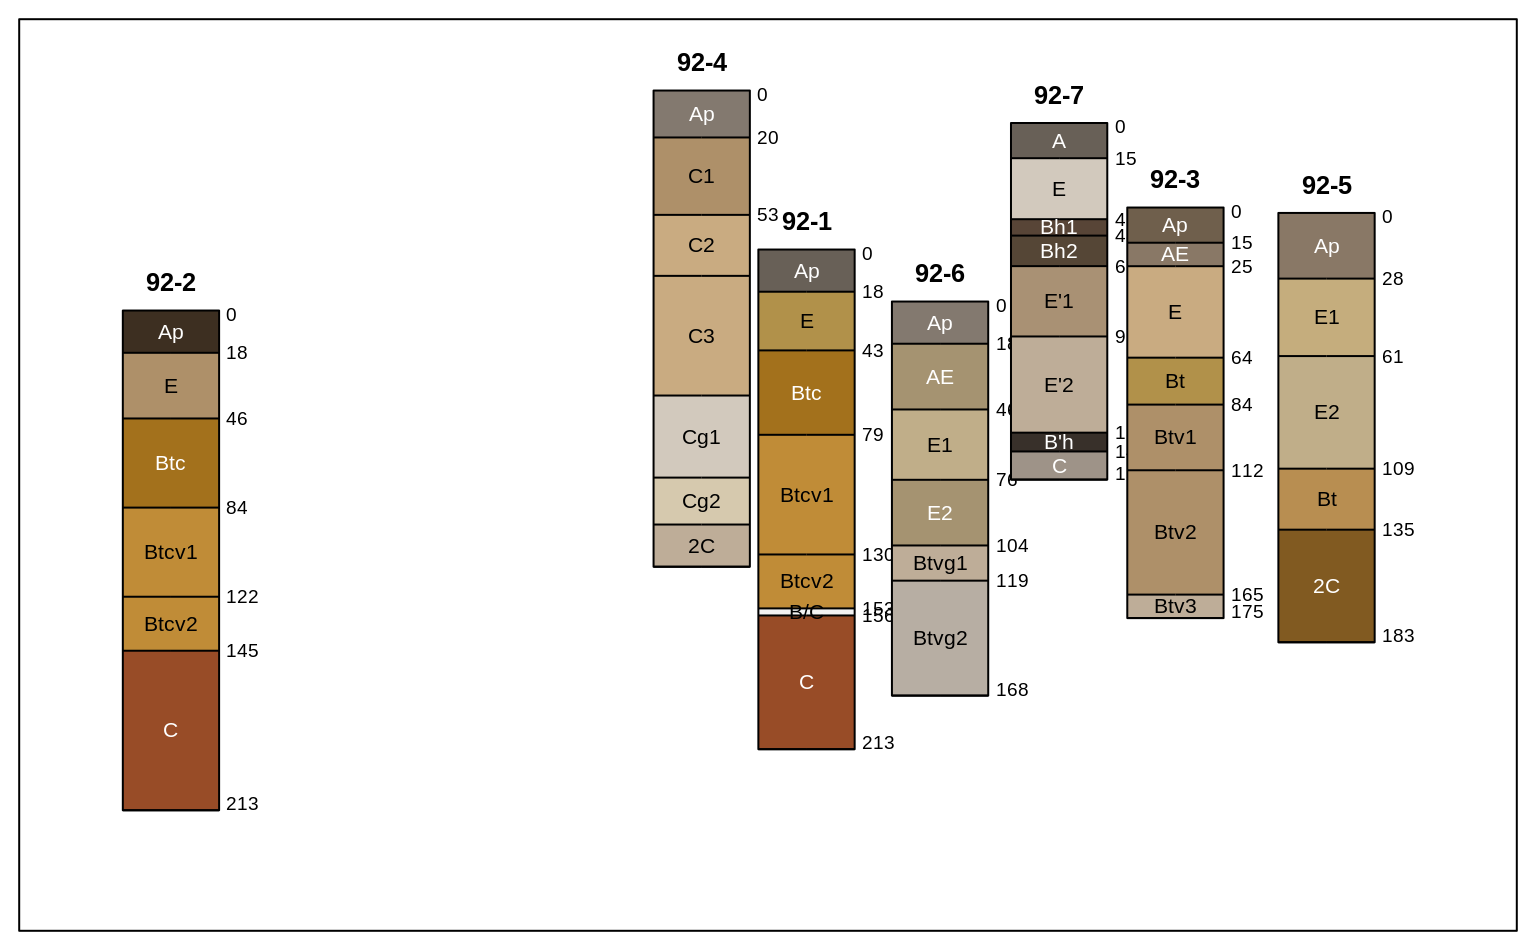 92-2
Ap
0
E
18
Btc
46
Btcv1
84
Btcv2
122
C
145
213
92-4
Ap
0
C1
20
C2
53
C3
Cg1
Cg2
2C
92-1
Ap
0
E
18
Btc
43
Btcv1
79
Btcv2
130
B/C
C
213
92-6
Ap
0
AE
E1
E2
Btvg1
104
Btvg2
119
168
92-7
A
0
E
15
Bh1
Bh2
E'1
E'2
B'h
C
92-3
Ap
0
AE
15
E
25
Bt
64
Btv1
84
Btv2
112
Btv3
165
175
92-5
Ap
0
E1
28
E2
61
Bt
109
2C
135
183